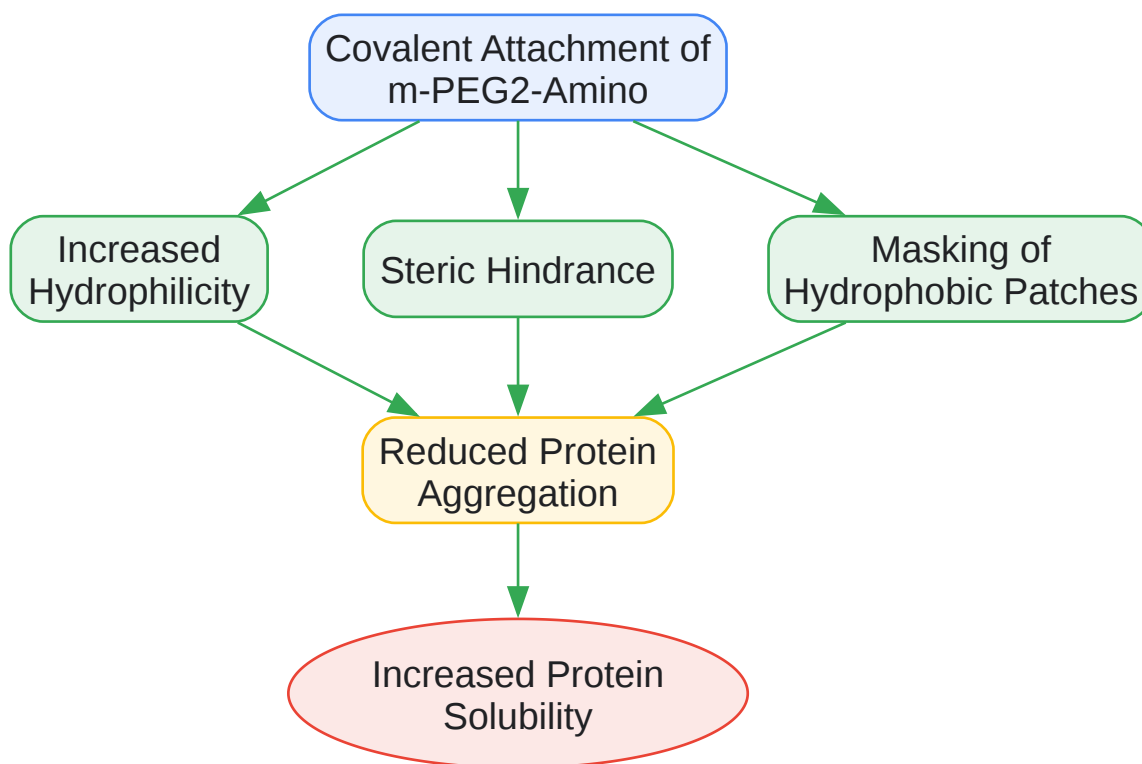 Covalent Attachment of
m-PEG2-Amino
Increased
Hydrophilicity
Steric Hindrance
Masking of
Hydrophobic Patches
Reduced Protein
Aggregation
Increased Protein
Solubility